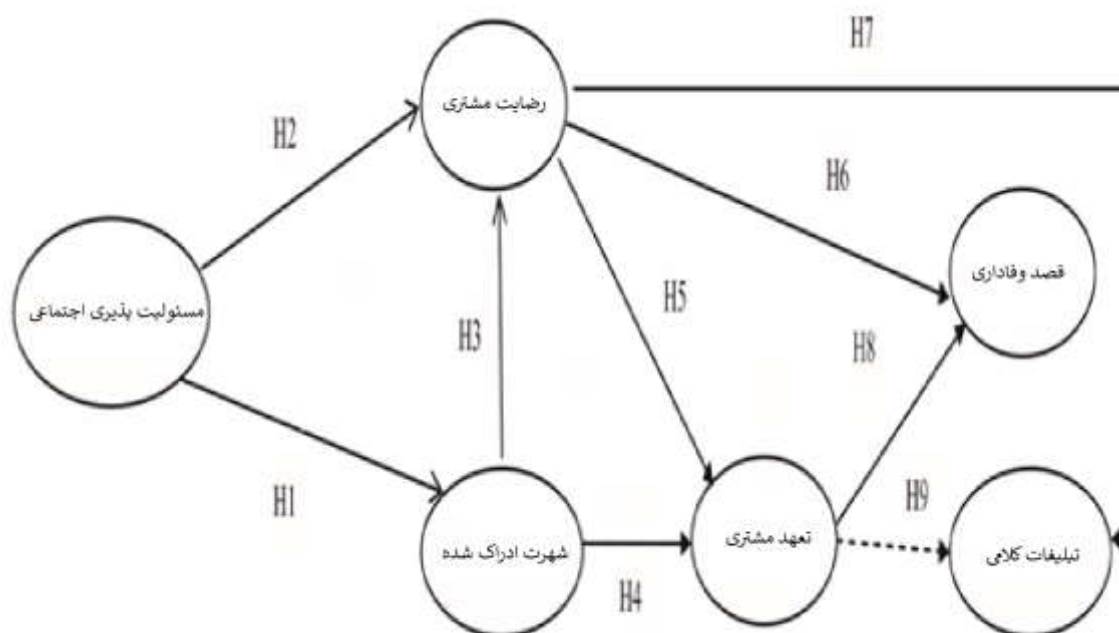 H7
رضایت مشتری
H2
H6
قصد وفاداری
H5
مسئولیت پذیری اجتماعی
H3
H8
H1
H9
شهرت ادراک شده
تعهد مشتری
تبلیغات کلامی
H4